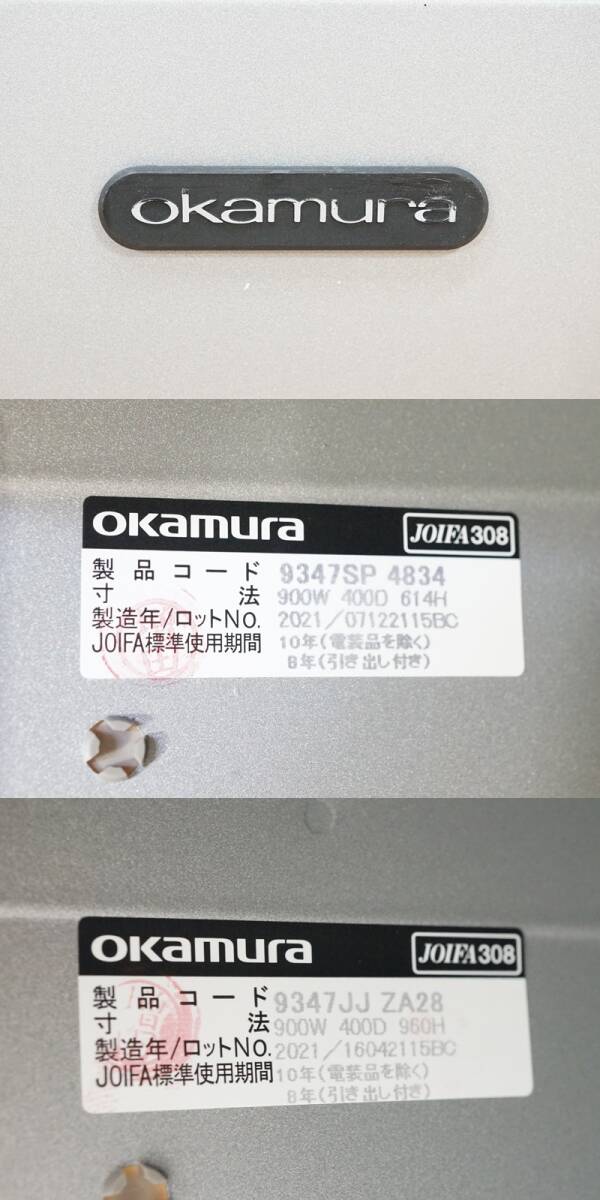 okamura
okamura JOIFA308
製品コード 9347SP 4834
寸法 900W 400D 614H
製造年/ロットNo. 2021/07122115BC
JOIFA標準使用期間 10年(電装品を除く)
8年(引き出し付き)
okamura JOIFA308
製品コード 9347JJ ZA28
寸法 900W 400D 960H
製造年/ロットNo. 2021/16042115BC
JOIFA標準使用期間 10年(電装品を除く)
8年(引き出し付き)